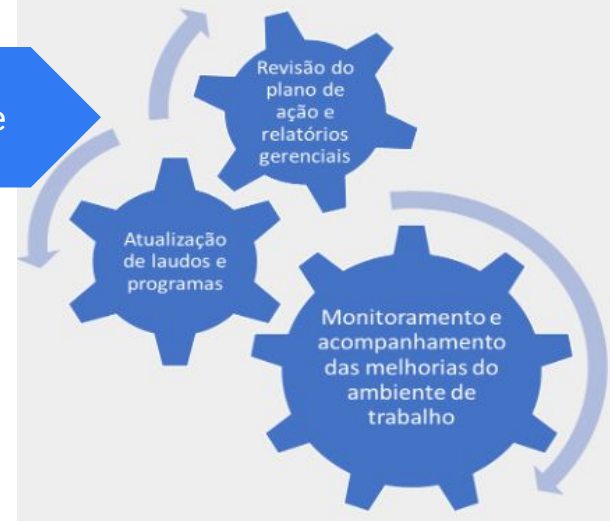 e
Revisão do
plano de
ação e
relatórios
gerenciais
Atualização
de laudos e
programas
Monitoramento e
acompanhamento
das melhorias do
ambiente de
trabalho